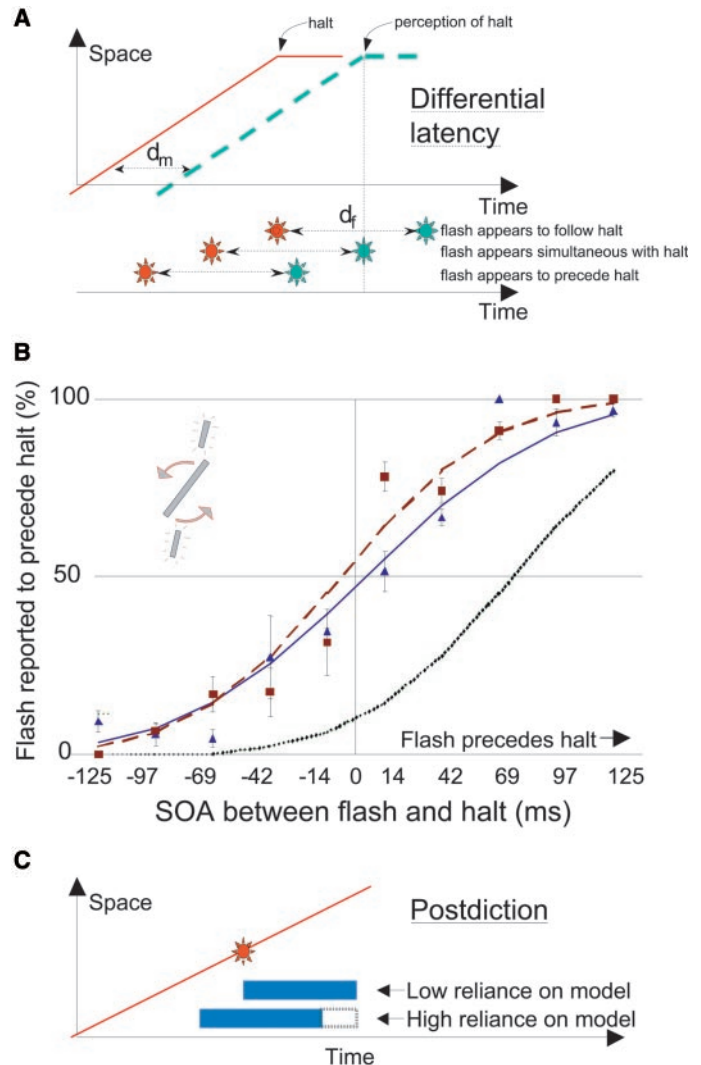 A
halt
perception of halt
Space
Differential
latency
dm
Time
df
flash appears to follow halt
flash appears simultaneous with halt
flash appears to precede halt
Time
B
Flash reported to precede halt (%)
100
50
0
Flash precedes halt
-125 -97 -69 -42 -14 0 14 42 69 97 125
SOA between flash and halt (ms)
C
Space
Postdiction
Low reliance on model
High reliance on model
Time